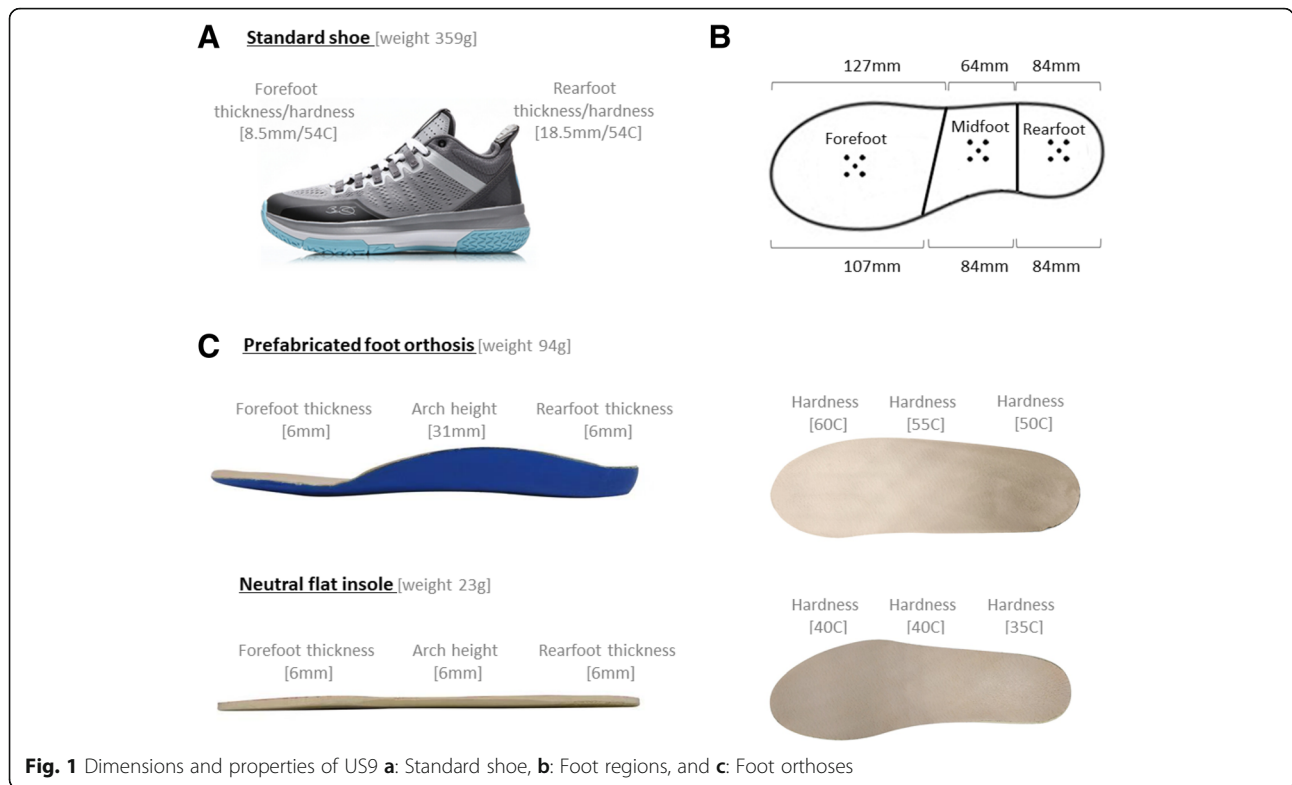 A Standard shoe [weight 359g]
Forefoot
thickness/hardness
[8.5mm/54C]
Rearfoot
thickness/hardness
[18.5mm/54C]
B
127mm 64mm 84mm
Forefoot Midfoot Rearfoot
107mm 84mm 84mm
C Prefabricated foot orthosis [weight 94g]
Forefoot thickness Arch height Rearfoot thickness
[6mm] [31mm] [6mm]
Hardness Hardness Hardness
[60C] [55C] [50C]
Neutral flat insole [weight 23g]
Forefoot thickness Arch height Rearfoot thickness
[6mm] [6mm] [6mm]
Hardness Hardness Hardness
[40C] [40C] [35C]
Fig. 1 Dimensions and properties of US9 a: Standard shoe, b: Foot regions, and c: Foot orthoses